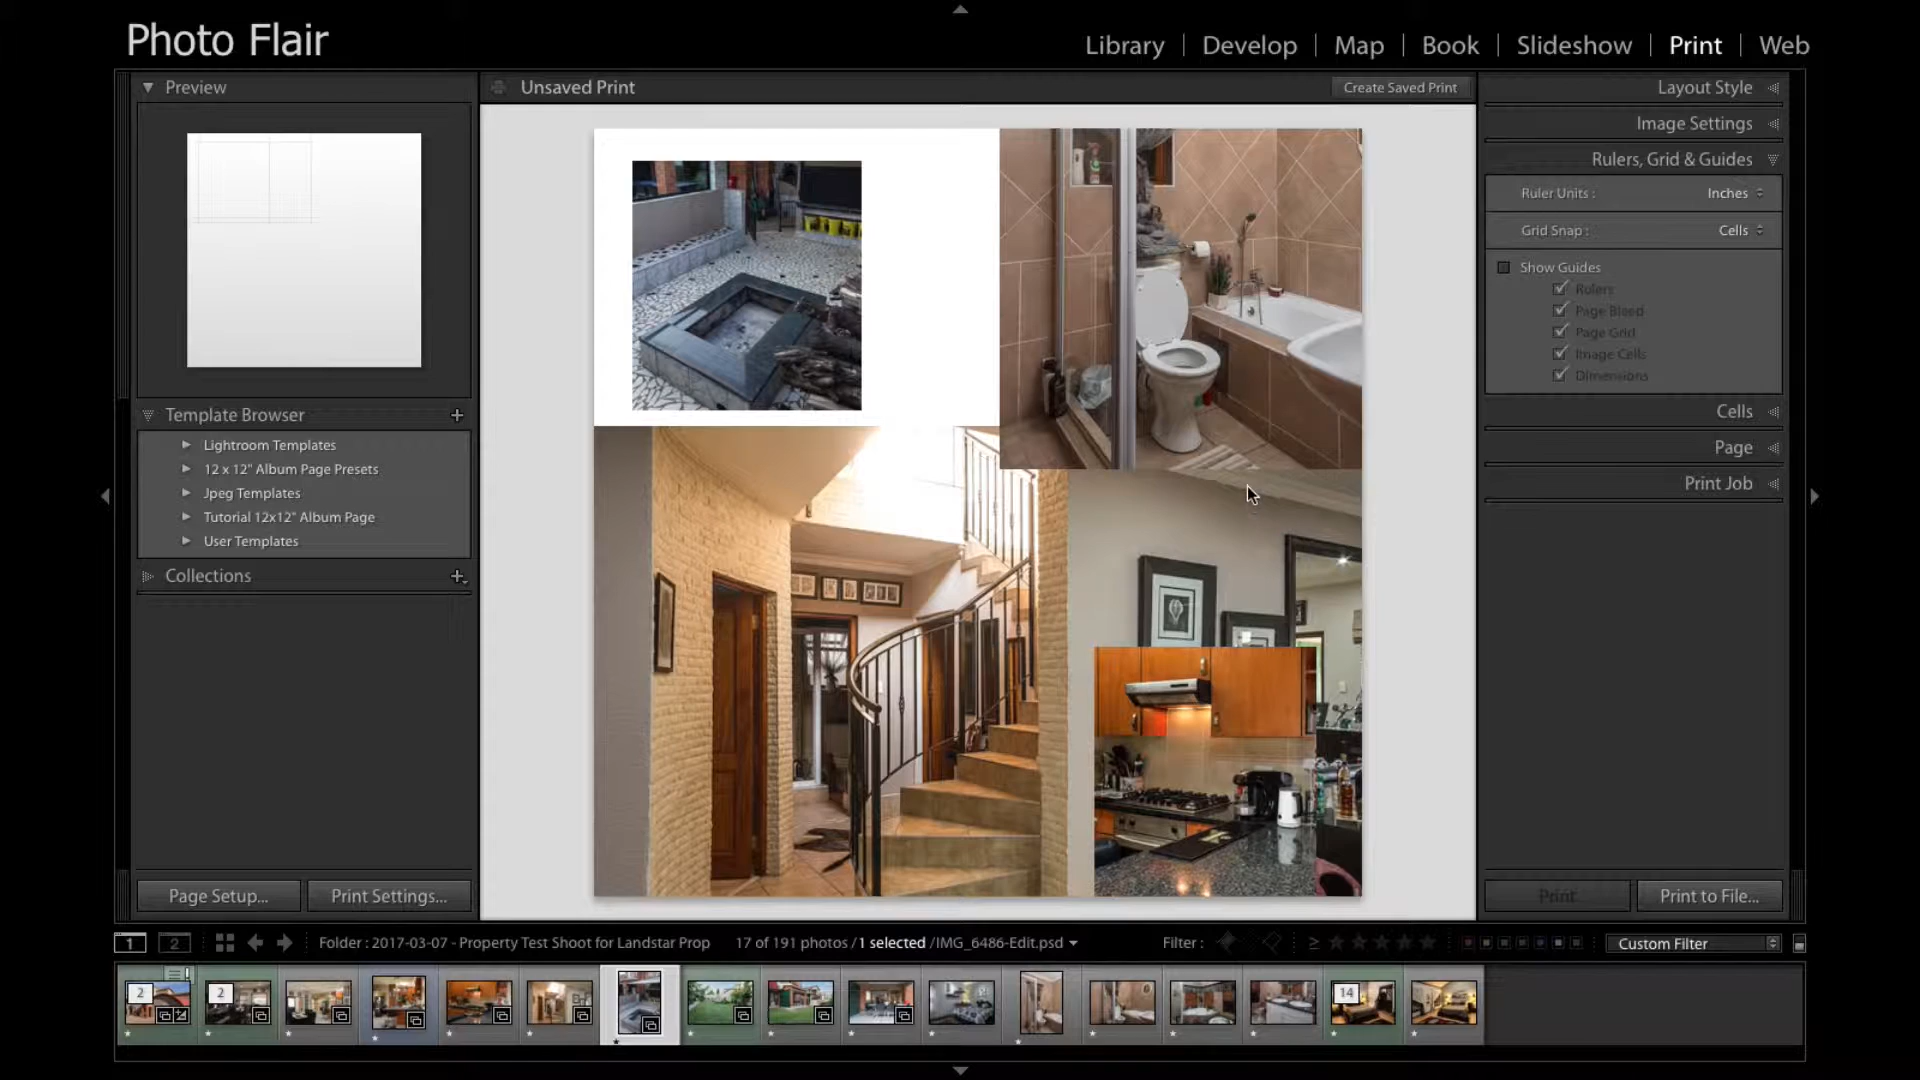 Photo Flair
Library | Develop | Map | Book | Slideshow | Print | Web
Preview
Unsaved Print
Create Saved Print
Layout Style
Image Settings
Rulers, Grid & Guides
Ruler Units : Inches
Grid Snap : Cells
Show Guides
Rulers
Page Bleed
Page Grid
Image Cells
Dimensions
Cells
Page
Print Job
Template Browser
Lightroom Templates
12 x 12" Album Page Presets
Jpeg Templates
Tutorial 12x12" Album Page
User Templates
Collections
Page Setup...
Print Settings...
Print
Print to File...
1
2
Folder : 2017-03-07 - Property Test Shoot for Landstar Prop
17 of 191 photos / 1 selected / IMG_6486-Edit.psd
Filter :
Custom Filter
2
2
14